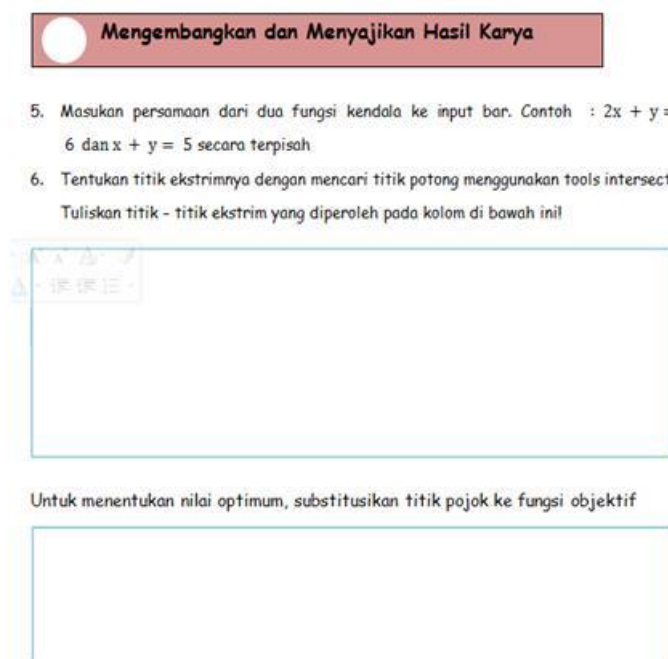 Mengembangkan dan Menyajikan Hasil Karya
5. Masukan persamaan dari dua fungsi kendala ke input bar. Contoh : 2x + y =
6 dan x + y = 5 secara terpisah
6. Tentukan titik ekstrimnya dengan mencari titik potong menggunakan tools intersect
Tuliskan titik - titik ekstrim yang diperoleh pada kolom di bawah ini!
Untuk menentukan nilai optimum, substitusikan titik pojok ke fungsi objektif